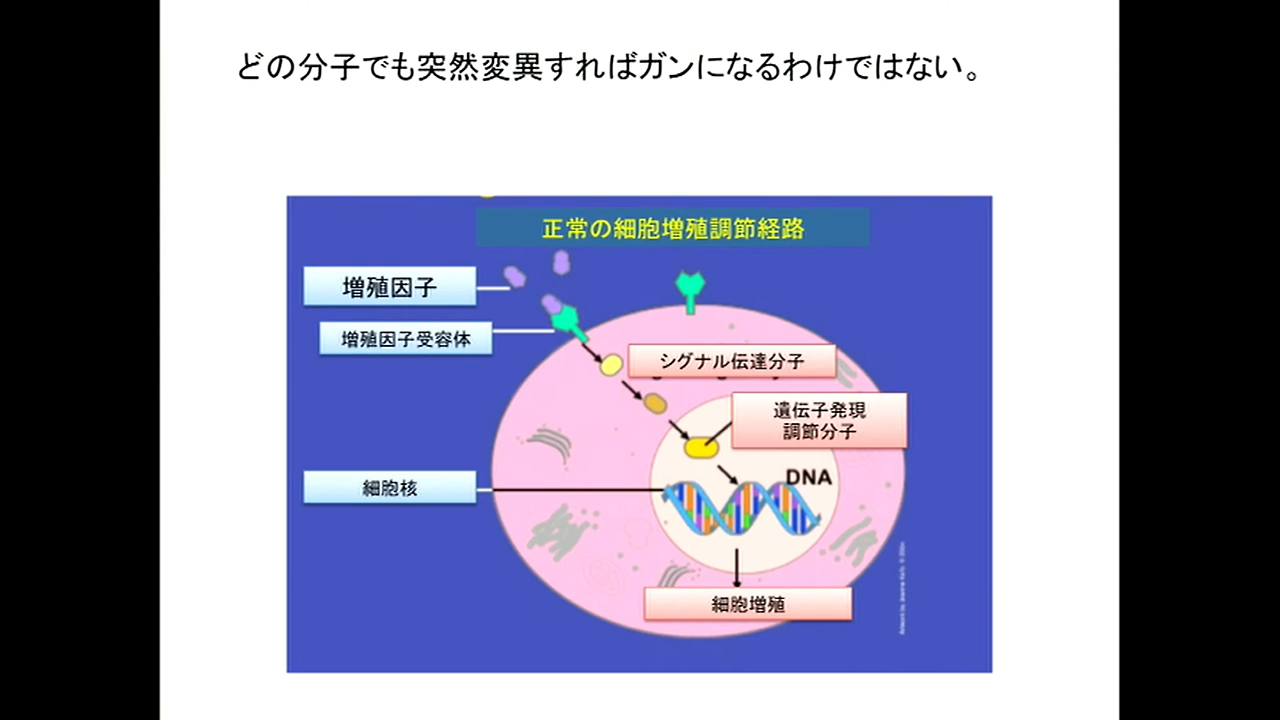 どの分子でも突然変異すればガンになるわけではない。
正常の細胞増殖調節経路
増殖因子
増殖因子受容体
シグナル伝達分子
遺伝子発現
調節分子
DNA
細胞核
細胞増殖